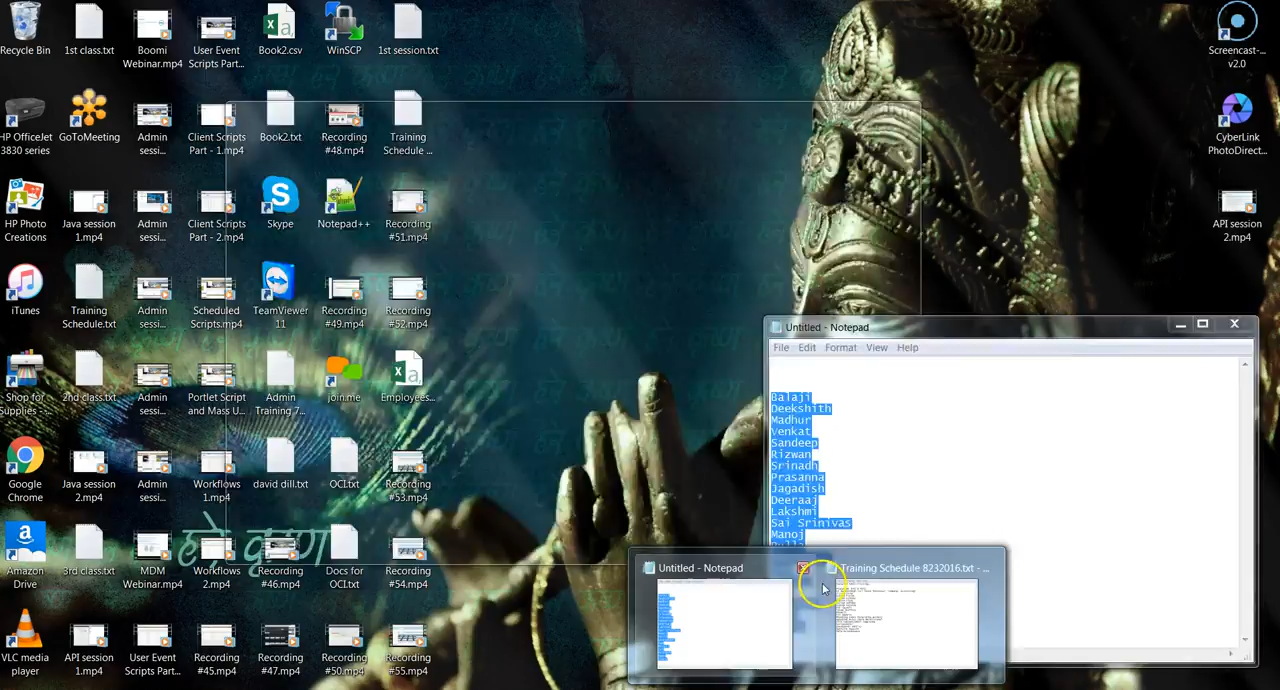 Recycle Bin
1st class.txt
Boomi
Webinar.mp4
User Event
Scripts Part...
Book2.csv
WinSCP
1st session.txt
Screencast-...
v2.0
HP OfficeJet
3830 series
GoToMeeting
Admin
sessi...
Client Scripts
Part - 1.mp4
Book2.txt
Recording
#48.mp4
Training
Schedule ...
CyberLink
PhotoDirect...
HP Photo
Creations
Java session
1.mp4
Admin
sessi...
Client Scripts
Part - 2.mp4
Skype
Notepad++
Recording
#51.mp4
API session
2.mp4
iTunes
Training
Schedule.txt
Admin
sessi...
Scheduled
Scripts.mp4
TeamViewer
11
Recording
#49.mp4
Recording
#52.mp4
Shop for
Supplies - ...
2nd class.txt
Admin
sessi...
Portlet Script
and Mass U...
Admin
Training 7...
join.me
Employees...
Google
Chrome
Java session
2.mp4
Admin
sessi...
Workflows
1.mp4
david dill.txt
OCI.txt
Recording
#53.mp4
Amazon
Drive
3rd class.txt
MDM
Webinar.mp4
Workflows
2.mp4
Recording
#46.mp4
Docs for
OCI.txt
Recording
#54.mp4
VLC media
player
API session
1.mp4
User Event
Scripts Part...
Recording
#45.mp4
Recording
#47.mp4
Recording
#50.mp4
Recording
#55.mp4
Untitled - Notepad
File Edit Format View Help
Balaji
Deekshith
Madhur
Venkat
Sandeep
Rizwan
Srinadh
Prasanna
Jagadish
Deeraaj
Lakshmi
Sai Srinivas
Manoj
Untitled - Notepad
Training Schedule 8232016.txt - ...